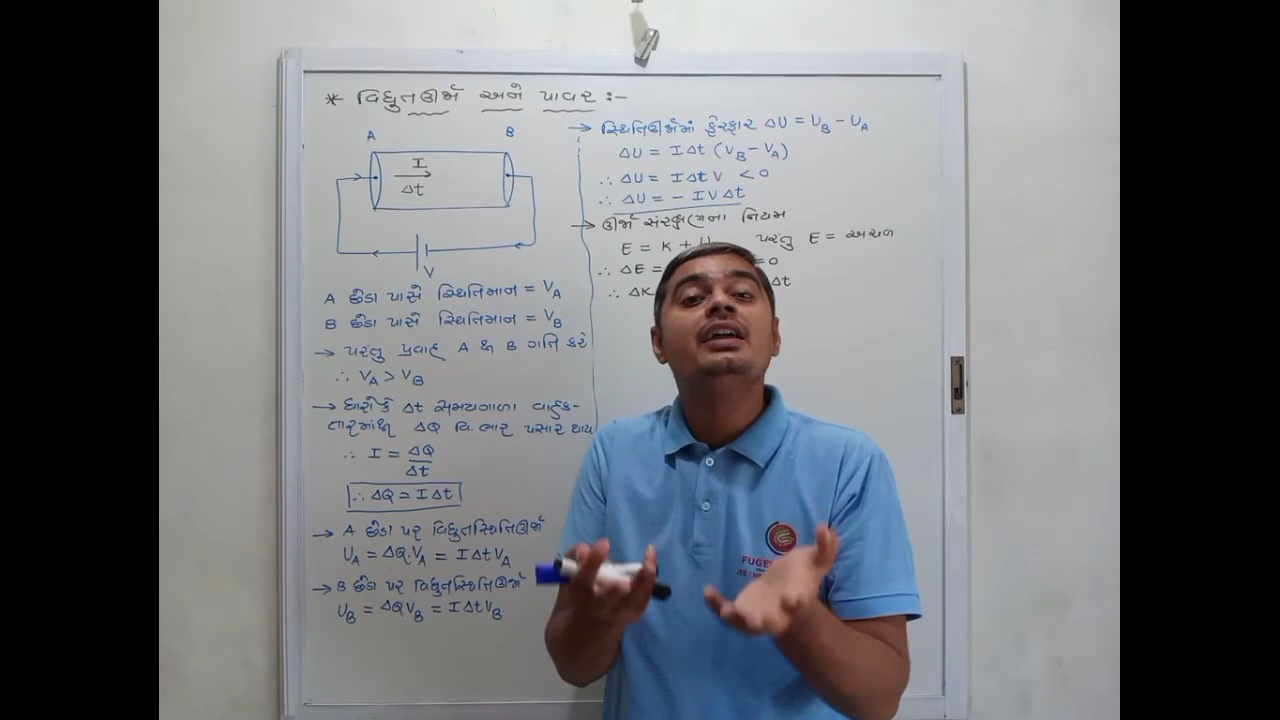 * વિદ્યુતઊર્જા અને પાવર :-
A B
I
Δt
V
A છેડા પાસે સ્થિતિમાન = V_A
B છેડા પાસે સ્થિતિમાન = V_B
→ પરંતુ પ્રવાહ A થી B ગતિ કરે
∴ V_A > V_B
→ ધારો કે Δt સમયગાળા વાહક-
તારમાંથી ΔQ વિ.ભાર પસાર થાય
∴ I = ΔQ/Δt
∴ ΔQ = IΔt
→ A છેડા પર વિદ્યુતસ્થિતિઊર્જા
U_A = ΔQ.V_A = IΔtV_A
→ B છેડા પર વિદ્યુતસ્થિતિઊર્જા
U_B = ΔQV_B = IΔtV_B
→ સ્થિતિઊર્જામાં ફેરફાર ΔU = U_B - U_A
ΔU = IΔt (V_B - V_A)
∴ ΔU = IΔtV < 0
∴ ΔU = - IVΔt
→ ઊર્જા સંરક્ષણના નિયમ
E = K + U પરંતુ E = અચળ
∴ ΔE = =0
∴ ΔK Δt
FUGE